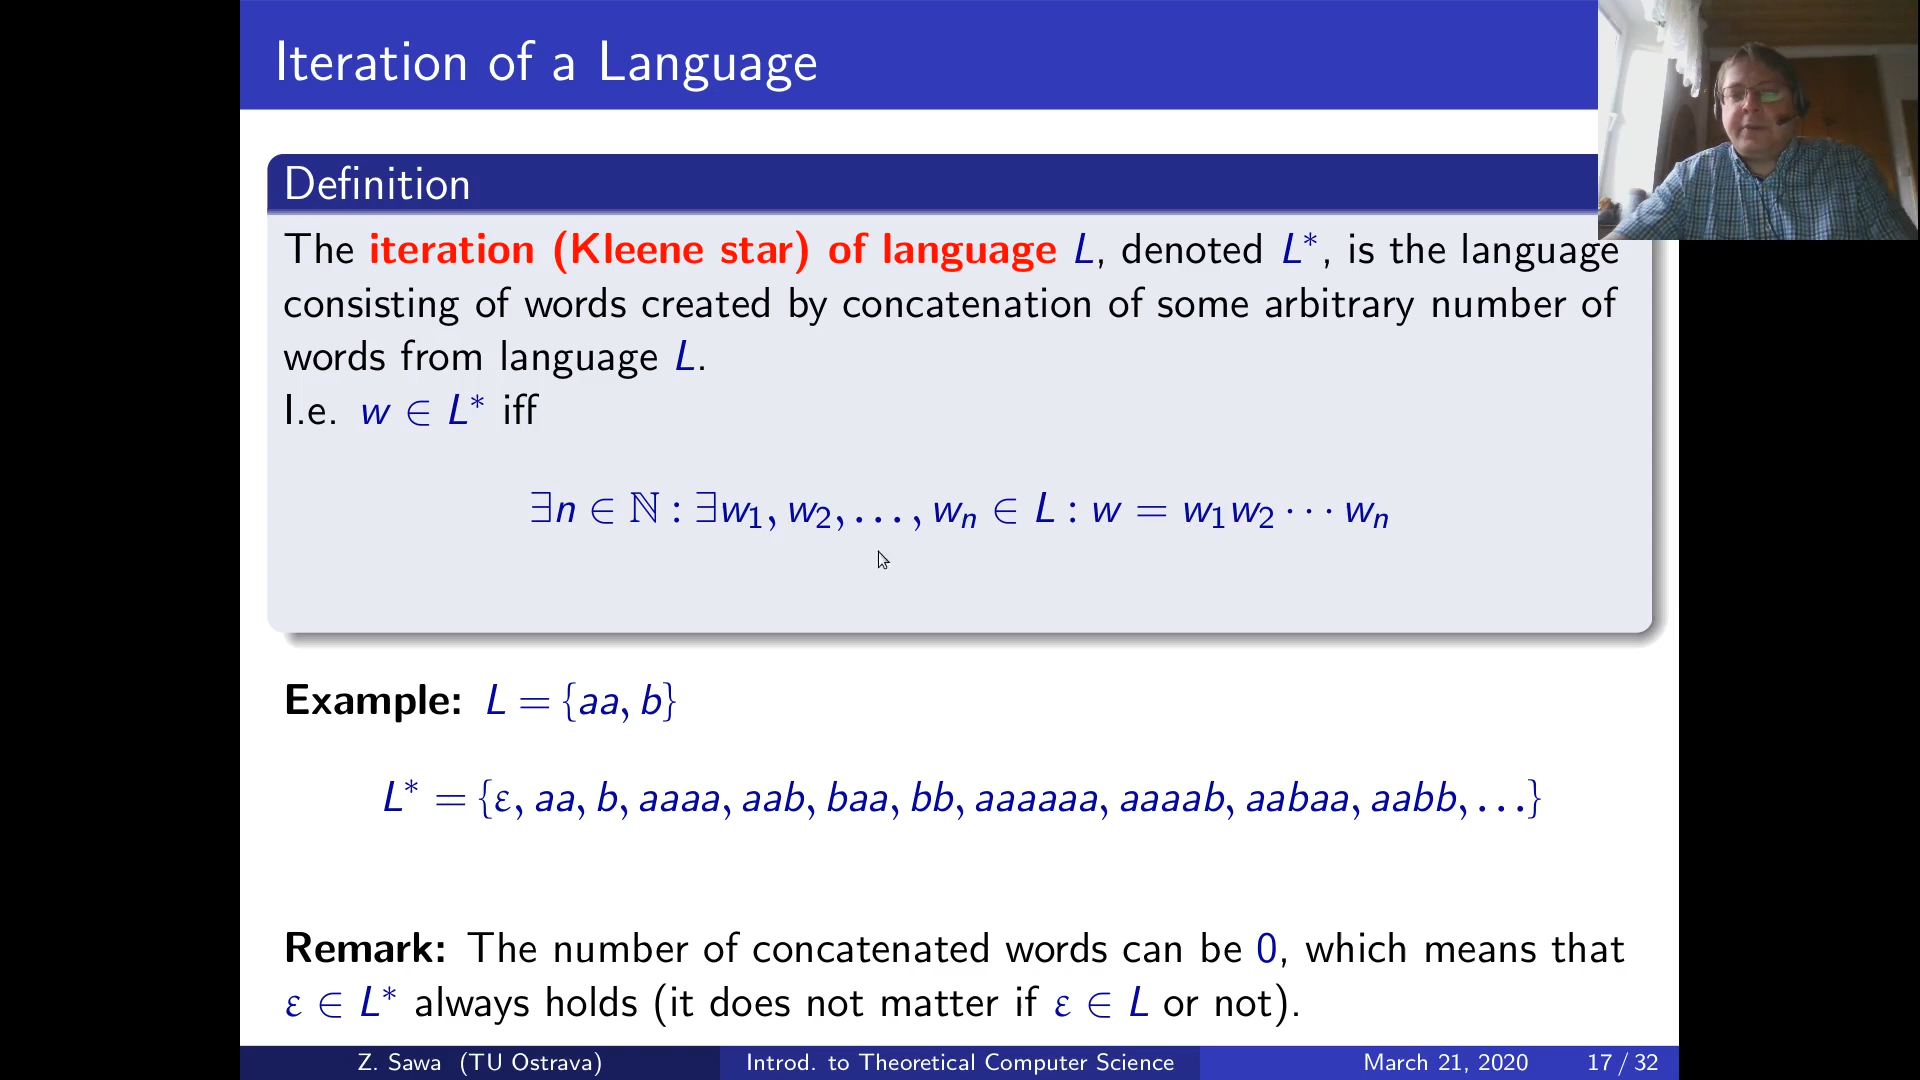 Iteration of a Language
Definition
The iteration (Kleene star) of language L, denoted L*, is the language
consisting of words created by concatenation of some arbitrary number of
words from language L.
I.e. w ∈ L* iff
∃n ∈ ℕ : ∃w₁, w₂, …, wₙ ∈ L : w = w₁w₂ ⋯ wₙ
Example: L = {aa, b}
L* = {ε, aa, b, aaaa, aab, baa, bb, aaaaaa, aaaab, aabaa, aabb, …}
Remark: The number of concatenated words can be 0, which means that
ε ∈ L* always holds (it does not matter if ε ∈ L or not).
Z. Sawa (TU Ostrava) Introd. to Theoretical Computer Science March 21, 2020 17 / 32